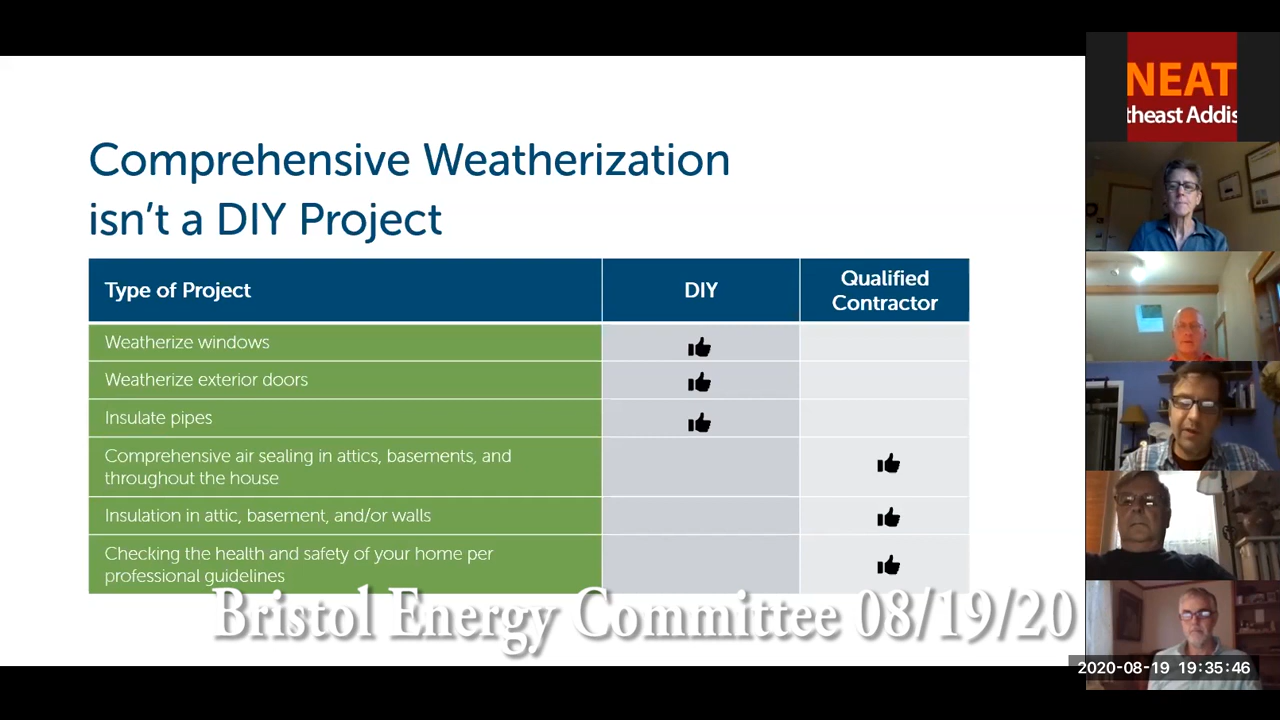 Comprehensive Weatherization
isn't a DIY Project
Type of Project
DIY
Qualified
Contractor
Weatherize windows
Weatherize exterior doors
Insulate pipes
Comprehensive air sealing in attics, basements, and
throughout the house
Insulation in attic, basement, and/or walls
Checking the health and safety of your home per
professional guidelines
Bristol Energy Committee 08/19/20
NEAT
theast Addis
2020-08-19 19:35:46